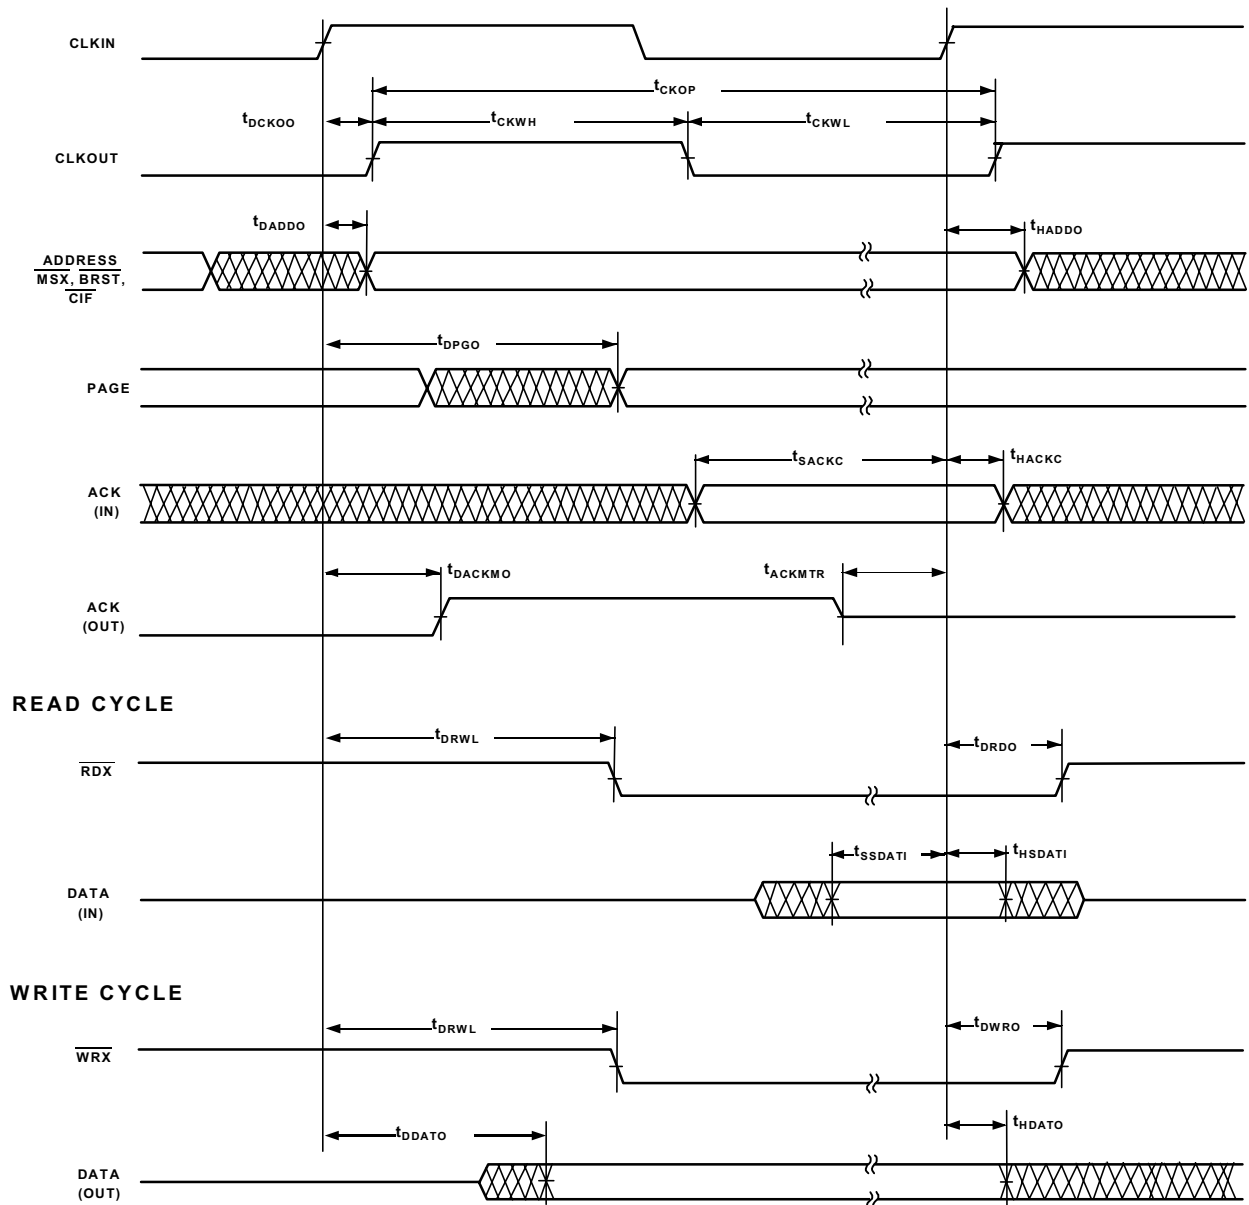 CLKIN
tCKOP
tDCKOO
tCKWH
tCKWL
CLKOUT
tDADDO
tHADDO
ADDRESS
MSX, BRST,
CIF
tDPGO
PAGE
tSACKC
tHACKC
ACK
(IN)
tDACKMO
tACKMTR
ACK
(OUT)
READ CYCLE
tDRWL
tDRDO
RDX
tSSDATI
tHSDATI
DATA
(IN)
WRITE CYCLE
tDRWL
tDWRO
WRX
tDDATO
tHDATO
DATA
(OUT)